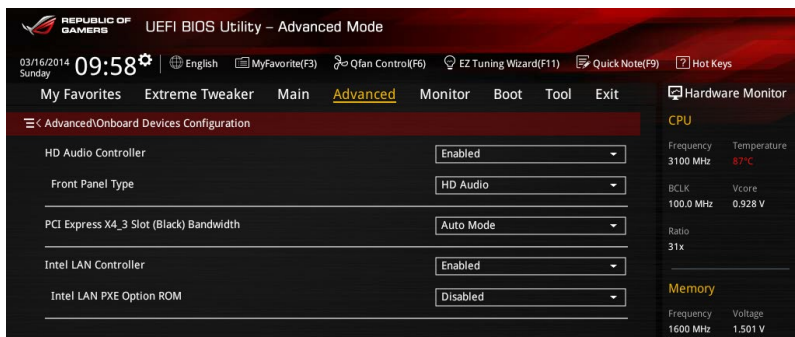 REPUBLIC OF
GAMERS
UEFI BIOS Utility – Advanced Mode
03/16/2014
Sunday
09:58
English
MyFavorite(F3)
Qfan Control(F6)
EZ Tuning Wizard(F11)
Quick Note(F9)
? Hot Keys
My Favorites Extreme Tweaker Main Advanced Monitor Boot Tool Exit
Hardware Monitor
< Advanced\Onboard Devices Configuration
HD Audio Controller Enabled
Front Panel Type HD Audio
PCI Express X4_3 Slot (Black) Bandwidth Auto Mode
Intel LAN Controller Enabled
Intel LAN PXE Option ROM Disabled
CPU
Frequency Temperature
3100 MHz 87°C
BCLK Vcore
100.0 MHz 0.928 V
Ratio
31x
Memory
Frequency Voltage
1600 MHz 1.501 V